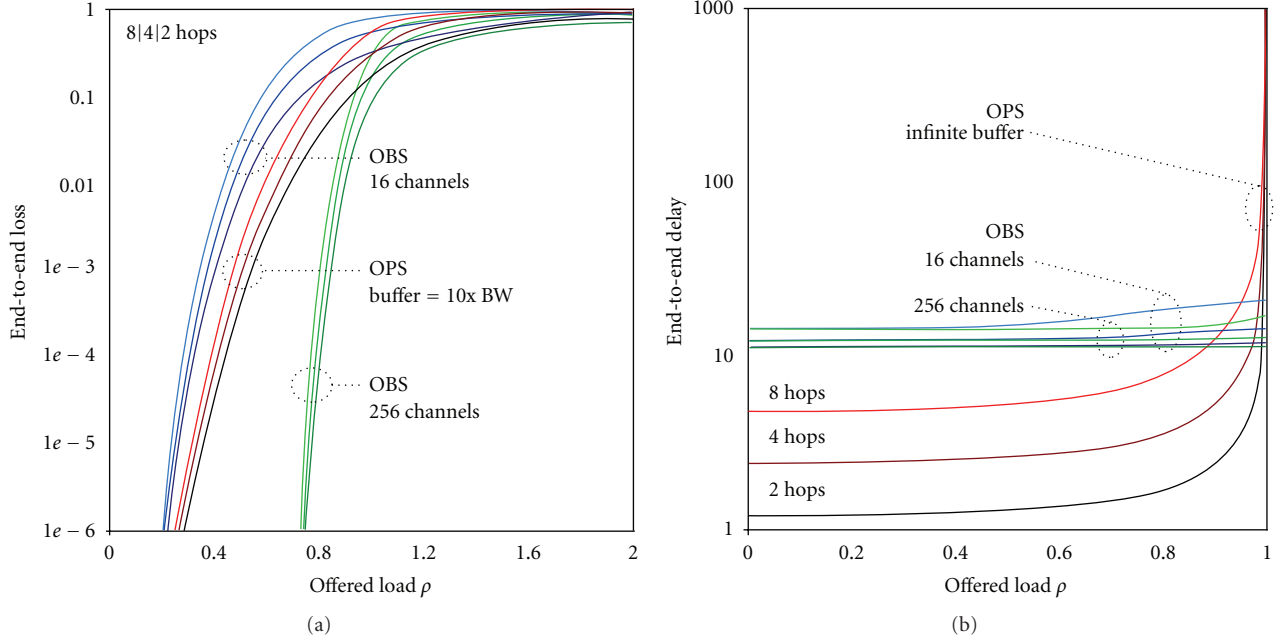 8|4|2 hops
1
0.1
0.01
1e − 3
1e − 4
1e − 5
1e − 6
End-to-end loss
OBS
16 channels
OPS
buffer = 10x BW
OBS
256 channels
0
0.4
0.8
1.2
1.6
2
Offered load ρ
(a)
1000
100
10
1
End-to-end delay
OPS
infinite buffer
OBS
16 channels
256 channels
8 hops
4 hops
2 hops
0
0.2
0.4
0.6
0.8
1
Offered load ρ
(b)